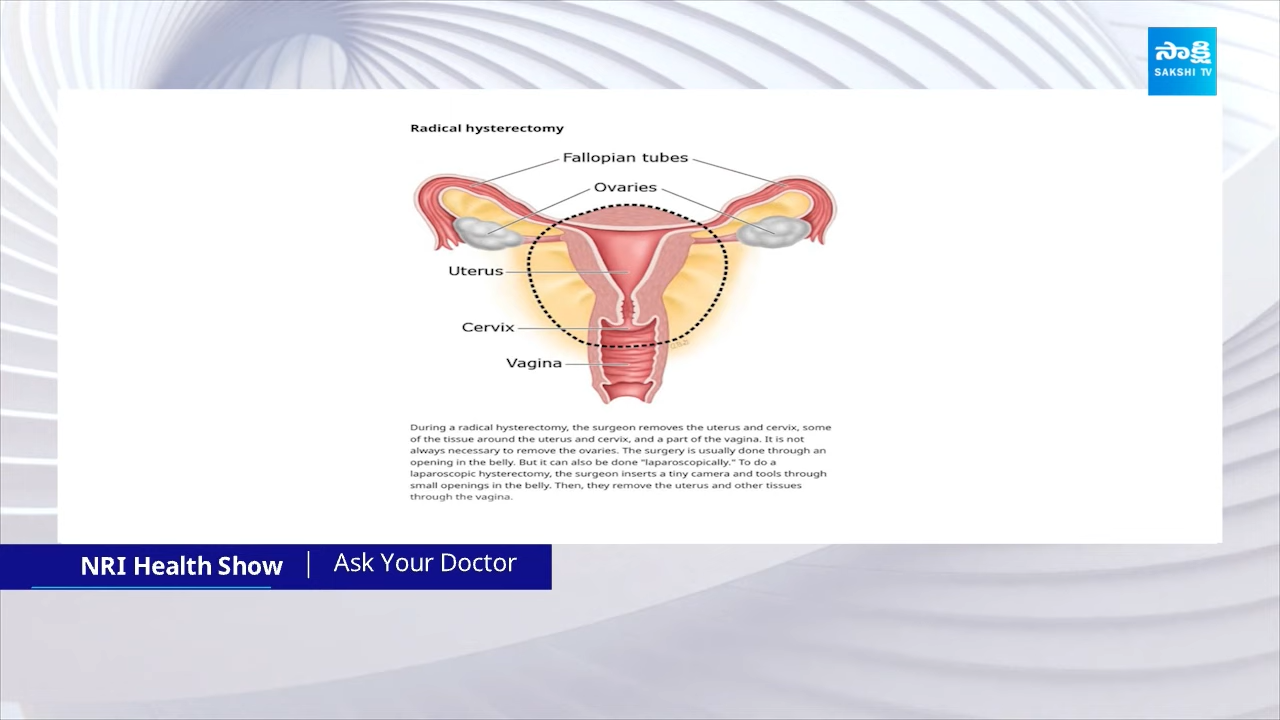 సాక్షి
SAKSHI TV
Radical hysterectomy
Fallopian tubes
Ovaries
Uterus
Cervix
Vagina
During a radical hysterectomy, the surgeon removes the uterus and cervix, some
of the tissue around the uterus and cervix, and a part of the vagina. It is not
always necessary to remove the ovaries. The surgery is usually done through an
opening in the belly. But it can also be done "laparoscopically." To do a
laparoscopic hysterectomy, the surgeon inserts a tiny camera and tools through
small openings in the belly. Then, they remove the uterus and other tissues
through the vagina.
NRI Health Show | Ask Your Doctor